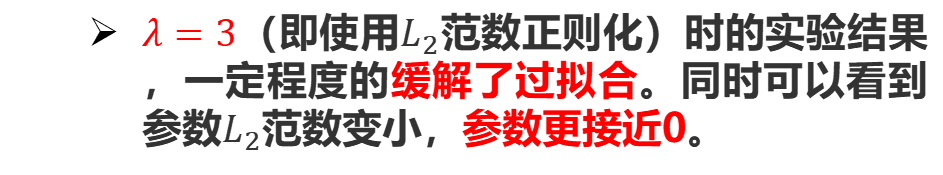 ➢ λ = 3（即使用L₂范数正则化）时的实验结果
，一定程度的缓解了过拟合。同时可以看到
参数L₂范数变小，参数更接近0。